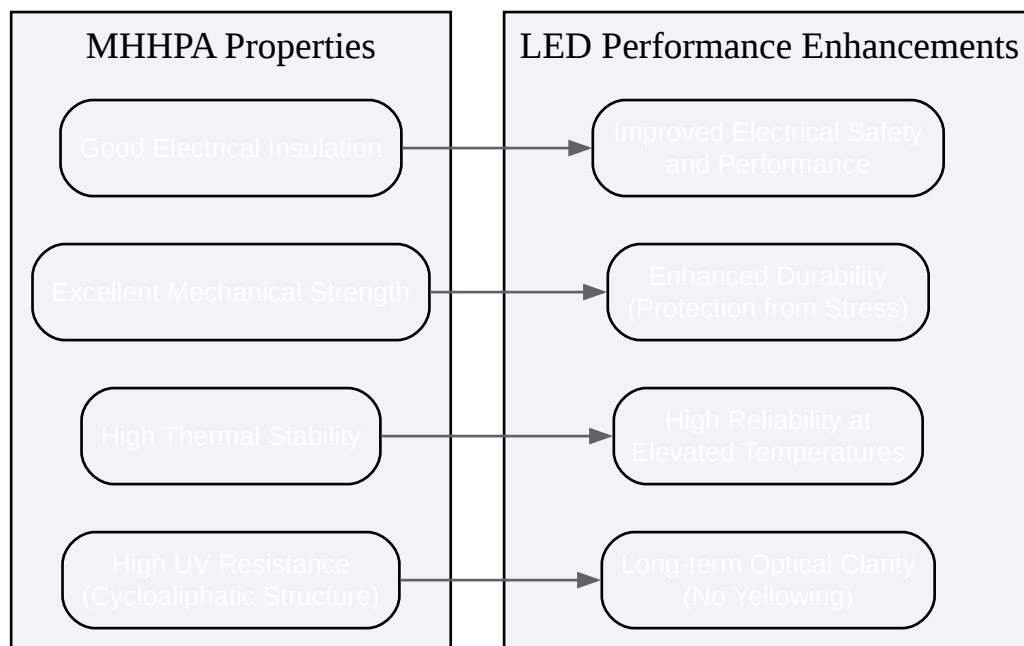 MHHPA Properties
Good Electrical Insulation
Excellent Mechanical Strength
High Thermal Stability
High UV Resistance
(Cycloaliphatic Structure)
LED Performance Enhancements
Improved Electrical Safety
and Performance
Enhanced Durability
(Protection from Stress)
High Reliability at
Elevated Temperatures
Long-term Optical Clarity
(No Yellowing)